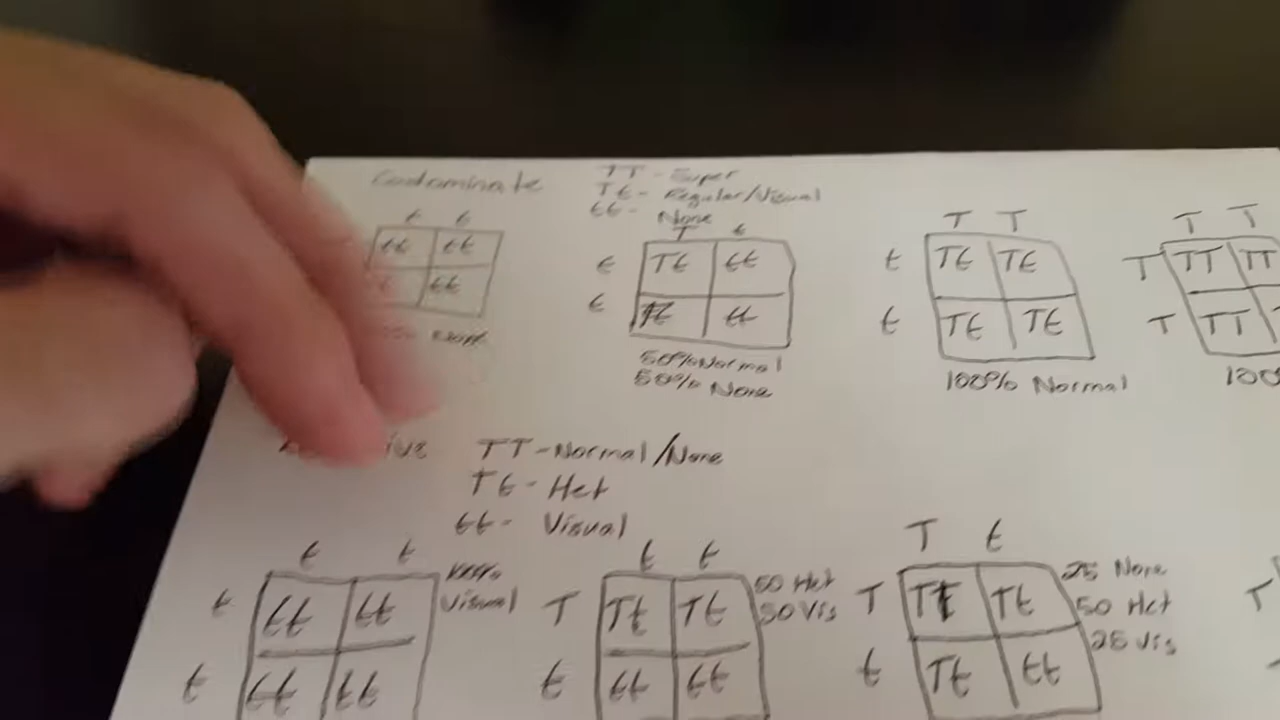 Codominate
TT - Super
Tt - Regular/Visual
tt - None
t t
tt tt
tt
T t
t Tt tt
t Tt tt
50% Normal
50% None
T T
t Tt Tt
t Tt Tt
100% Normal
T T
T TT TT
T TT
100
TT - Normal/None
Tt - Het
tt - Visual
t t
t tt tt
t tt tt
Visual
t t
T Tt Tt
t tt tt
50 Het
50 Vis
T t
T TT Tt
t Tt tt
25 None
50 Het
25 Vis
T